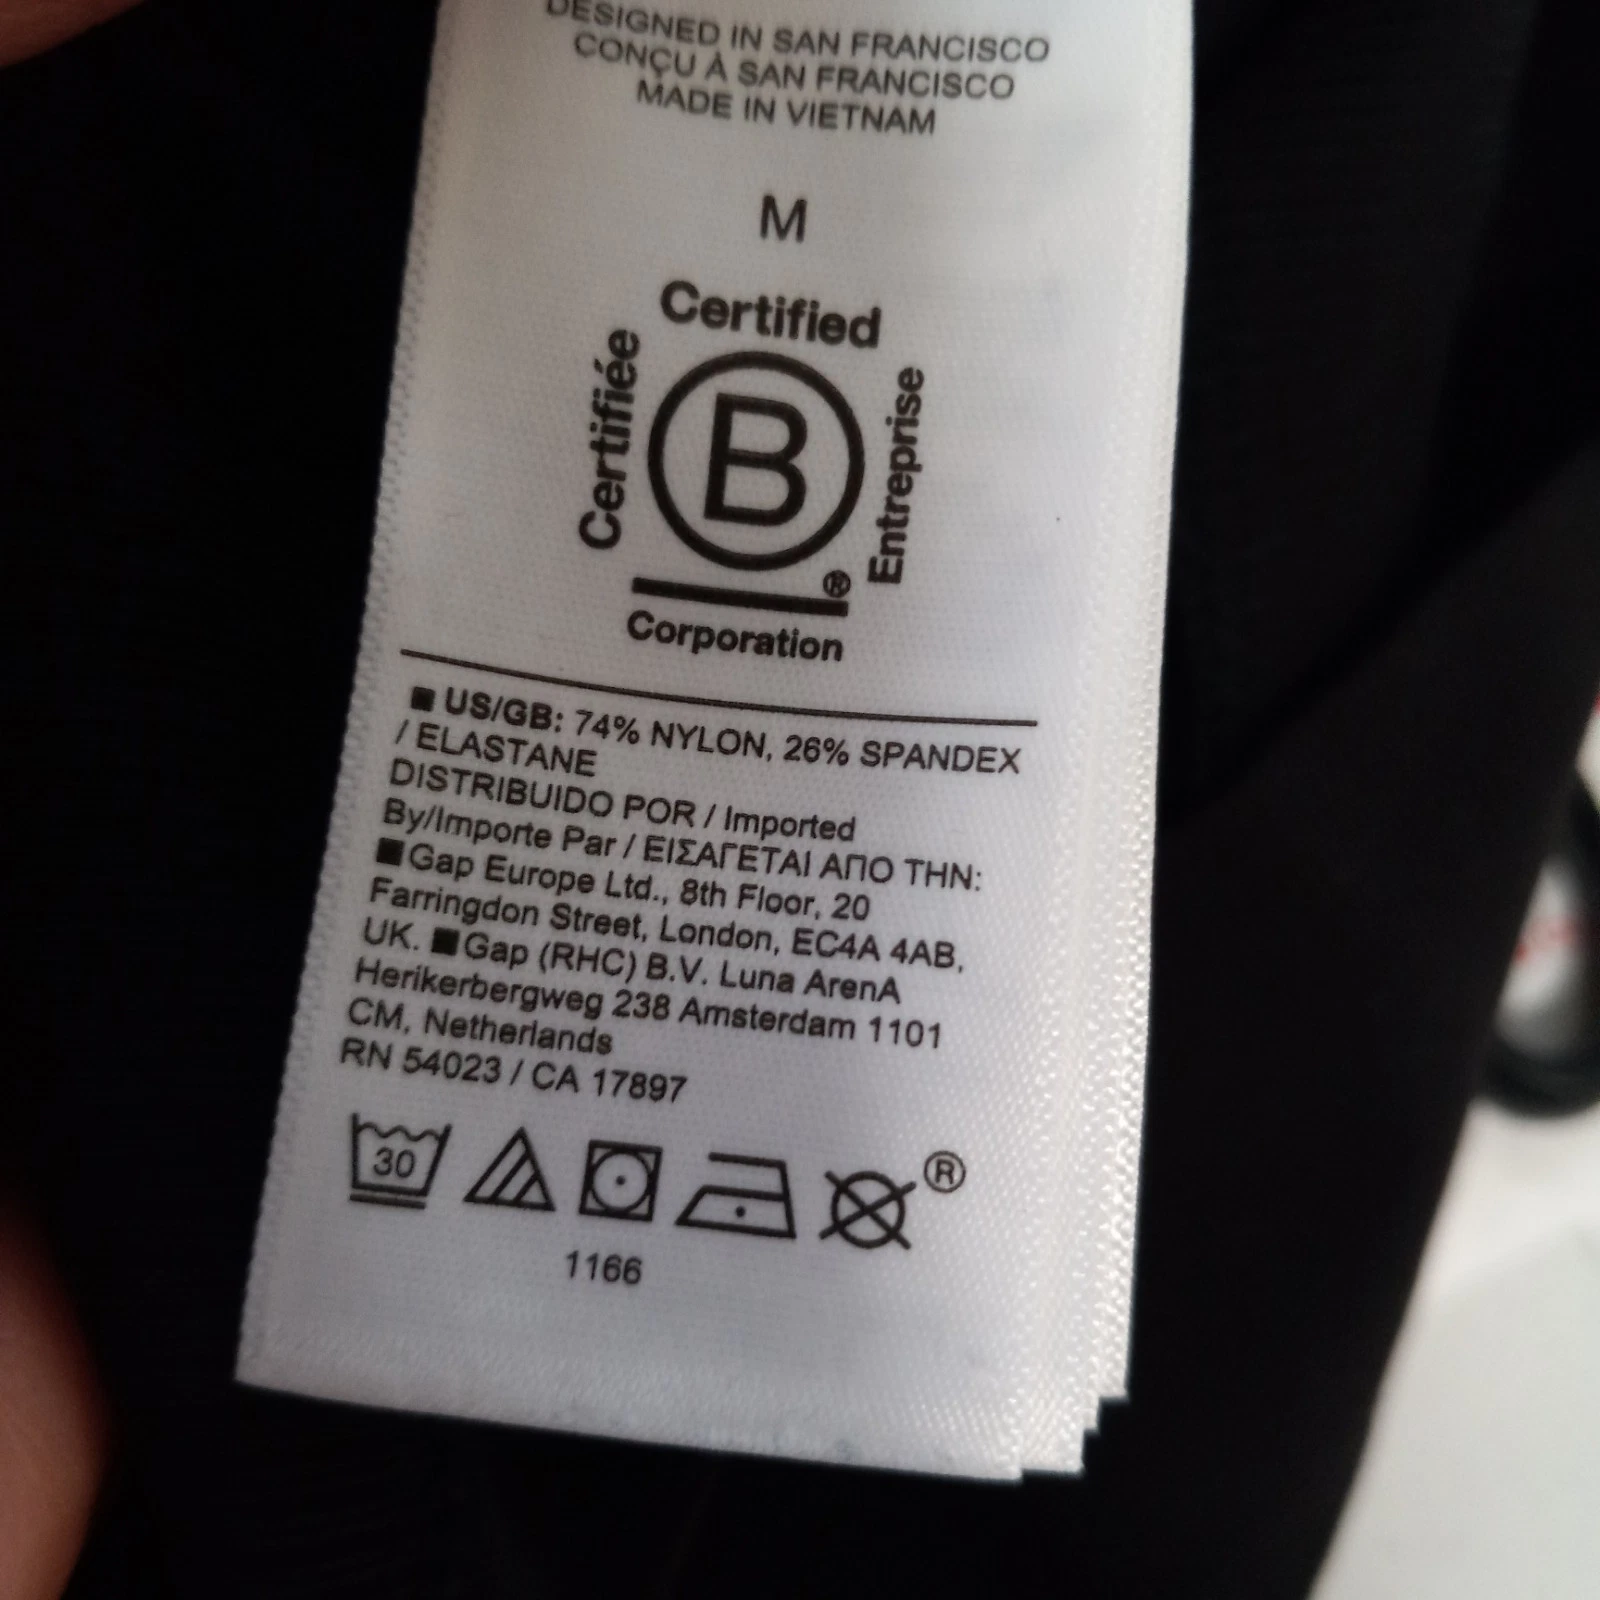 DESIGNED IN SAN FRANCISCO
CONÇU À SAN FRANCISCO
MADE IN VIETNAM
M
Certified
Certifiée
B
Entreprise
®
Corporation
■ US/GB: 74% NYLON, 26% SPANDEX
/ ELASTANE
DISTRIBUIDO POR / Imported
By/Importe Par / ΕΙΣΑΓΕΤΑΙ ΑΠΟ ΤΗΝ:
■Gap Europe Ltd., 8th Floor, 20
Farringdon Street, London, EC4A 4AB,
UK. ■Gap (RHC) B.V. Luna ArenA
Herikerbergweg 238 Amsterdam 1101
CM, Netherlands
RN 54023 / CA 17897
30
®
1166